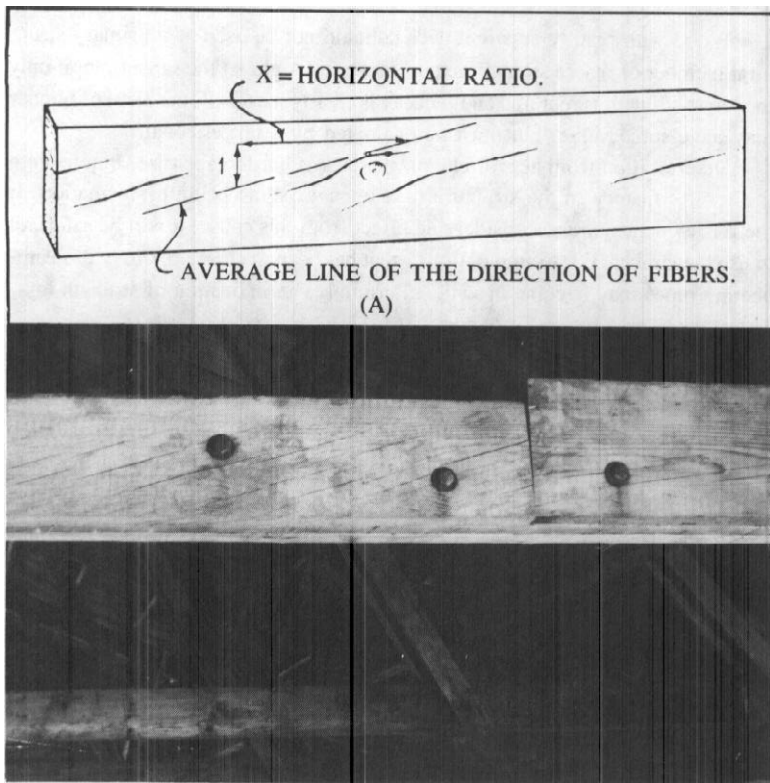 X = HORIZONTAL RATIO.
1
AVERAGE LINE OF THE DIRECTION OF FIBERS.
(A)